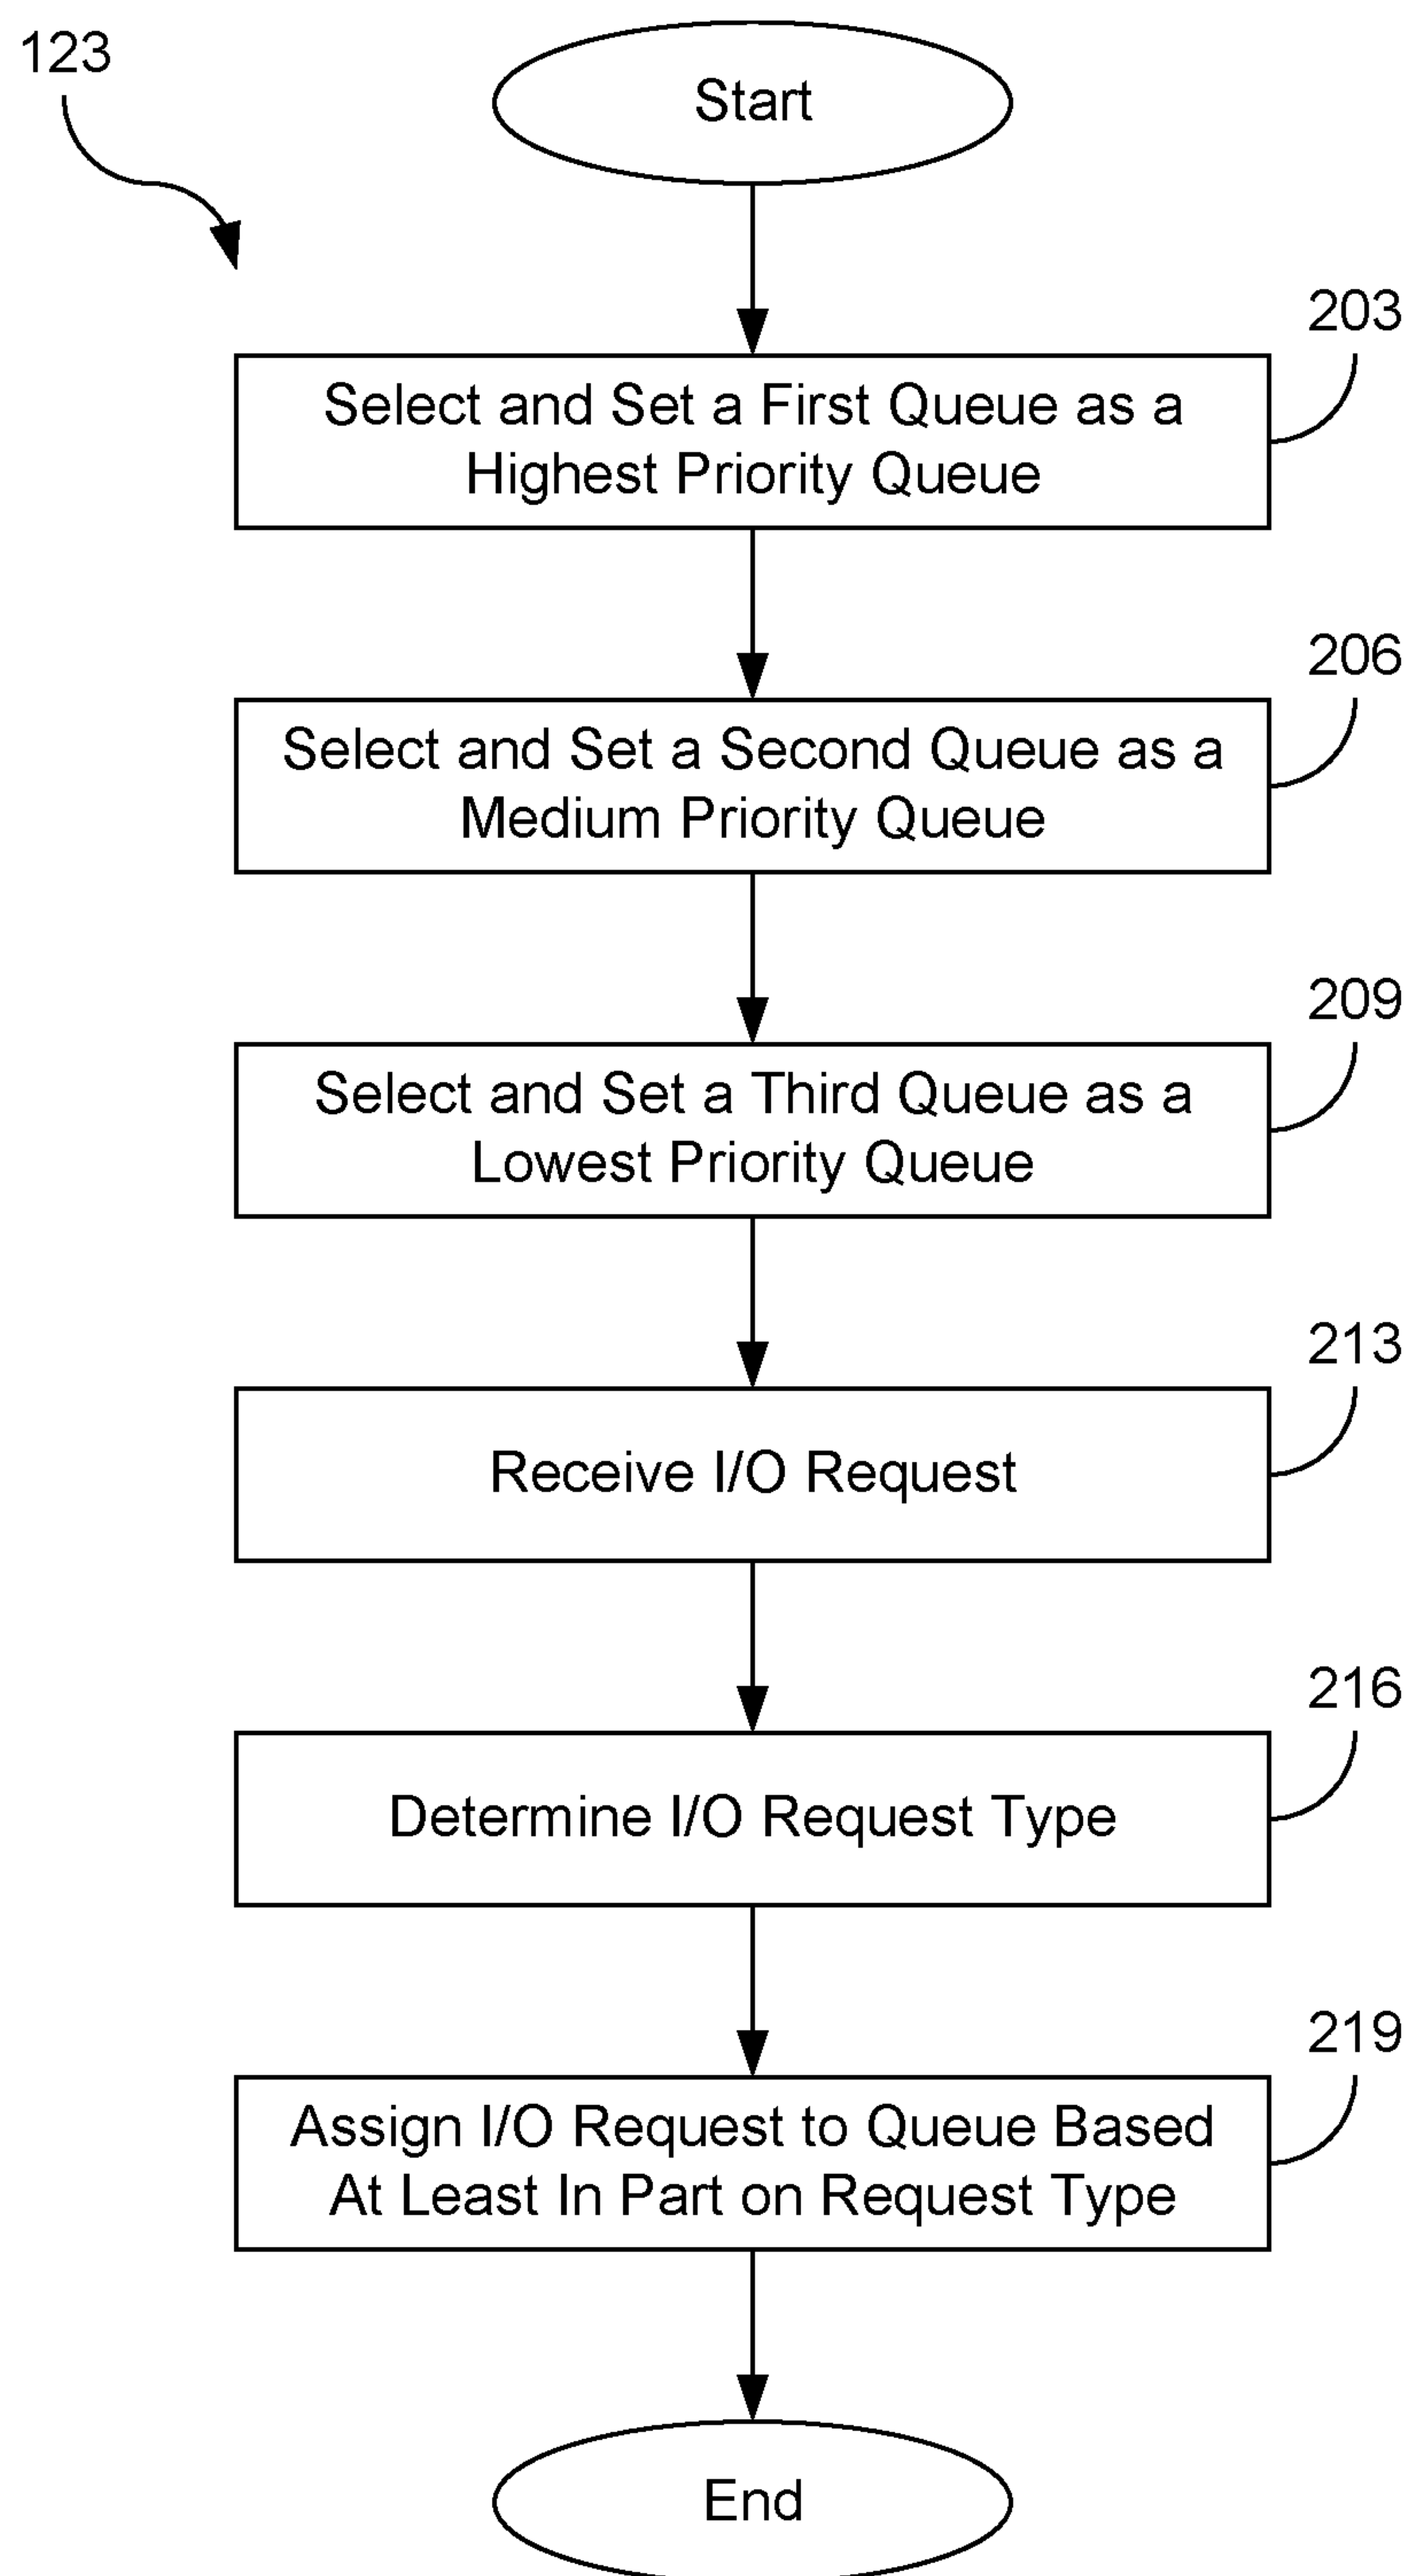 123
Start
203
Select and Set a First Queue as a
Highest Priority Queue
206
Select and Set a Second Queue as a
Medium Priority Queue
209
Select and Set a Third Queue as a
Lowest Priority Queue
213
Receive I/O Request
216
Determine I/O Request Type
219
Assign I/O Request to Queue Based
At Least In Part on Request Type
End